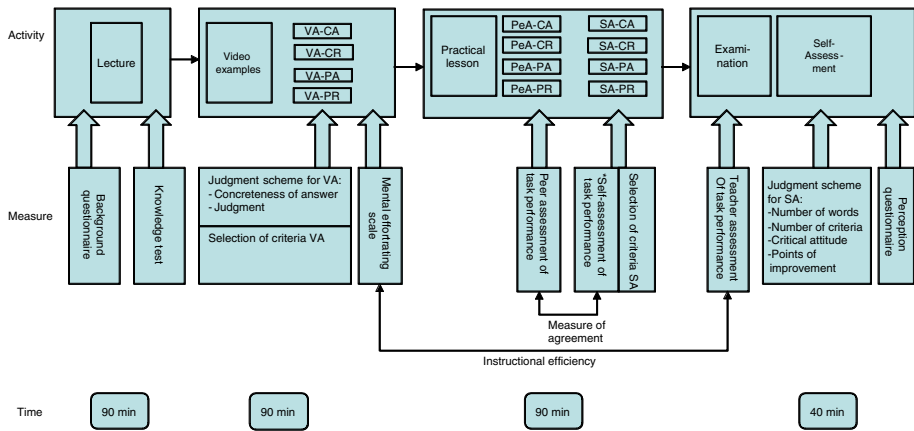 Activity
Lecture
Video
examples
VA-CA
VA-CR
VA-PA
VA-PR
Practical
lesson
PeA-CA
PeA-CR
PeA-PA
PeA-PR
SA-CA
SA-CR
SA-PA
SA-PR
Exami-
nation
Self-
Assess-
ment
Measure
Background
questionnaire
Knowledge test
Judgment scheme for VA:
- Concreteness of answer
- Judgment
Selection of criteria VA
Mental effortrating
scale
Peer assessment of
task performance
*Self-assessment of
task performance
Selection of criteria SA
Teacher assessment
Of task performance
Judgment scheme
for SA:
-Number of words
-Number of criteria
-Critical attitude
-Points of
improvement
Perception
questionnaire
Measure of
agreement
Instructional efficiency
Time
90 min
90 min
90 min
40 min